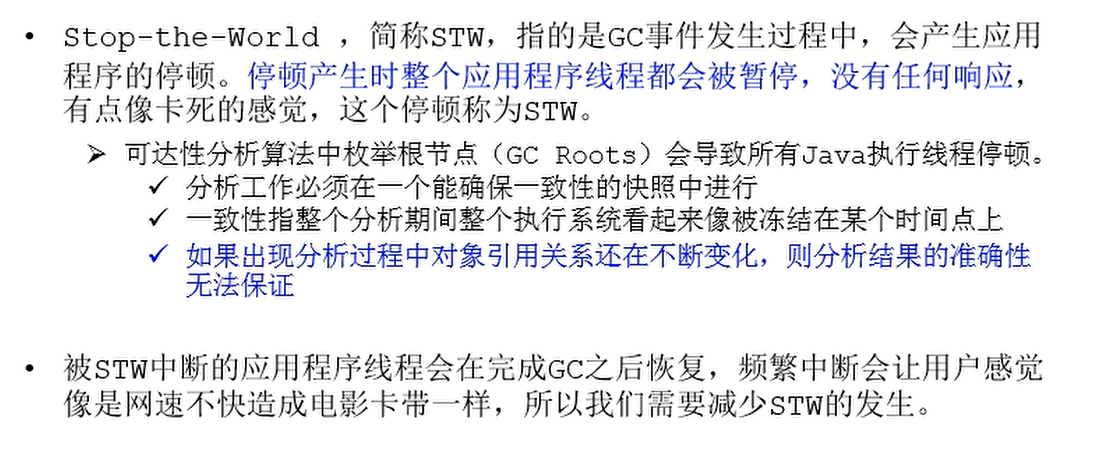 • Stop-the-World ，简称STW，指的是GC事件发生过程中，会产生应用
程序的停顿。停顿产生时整个应用程序线程都会被暂停，没有任何响应，
有点像卡死的感觉，这个停顿称为STW。
➢ 可达性分析算法中枚举根节点（GC Roots）会导致所有Java执行线程停顿。
✓ 分析工作必须在一个能确保一致性的快照中进行
✓ 一致性指整个分析期间整个执行系统看起来像被冻结在某个时间点上
✓ 如果出现分析过程中对象引用关系还在不断变化，则分析结果的准确性
无法保证
• 被STW中断的应用程序线程会在完成GC之后恢复，频繁中断会让用户感觉
像是网速不快造成电影卡带一样，所以我们需要减少STW的发生。